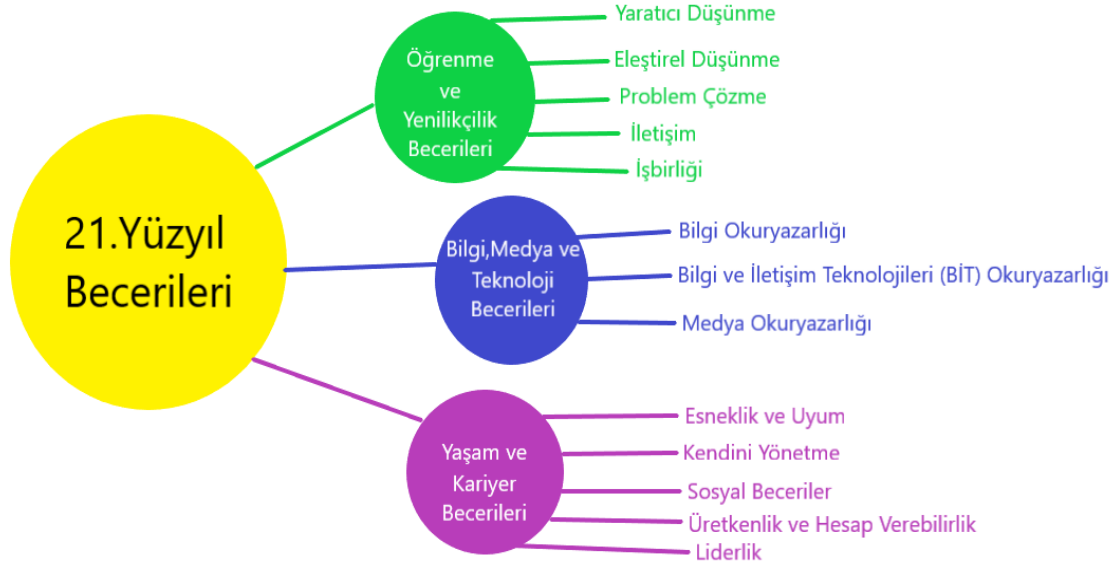 21.Yüzyıl
Becerileri
Öğrenme
ve
Yenilikçilik
Becerileri
Yaratıcı Düşünme
Eleştirel Düşünme
Problem Çözme
İletişim
İşbirliği
Bilgi,Medya ve
Teknoloji
Becerileri
Bilgi Okuryazarlığı
Bilgi ve İletişim Teknolojileri (BİT) Okuryazarlığı
Medya Okuryazarlığı
Yaşam ve
Kariyer
Becerileri
Esneklik ve Uyum
Kendini Yönetme
Sosyal Beceriler
Üretkenlik ve Hesap Verebilirlik
Liderlik